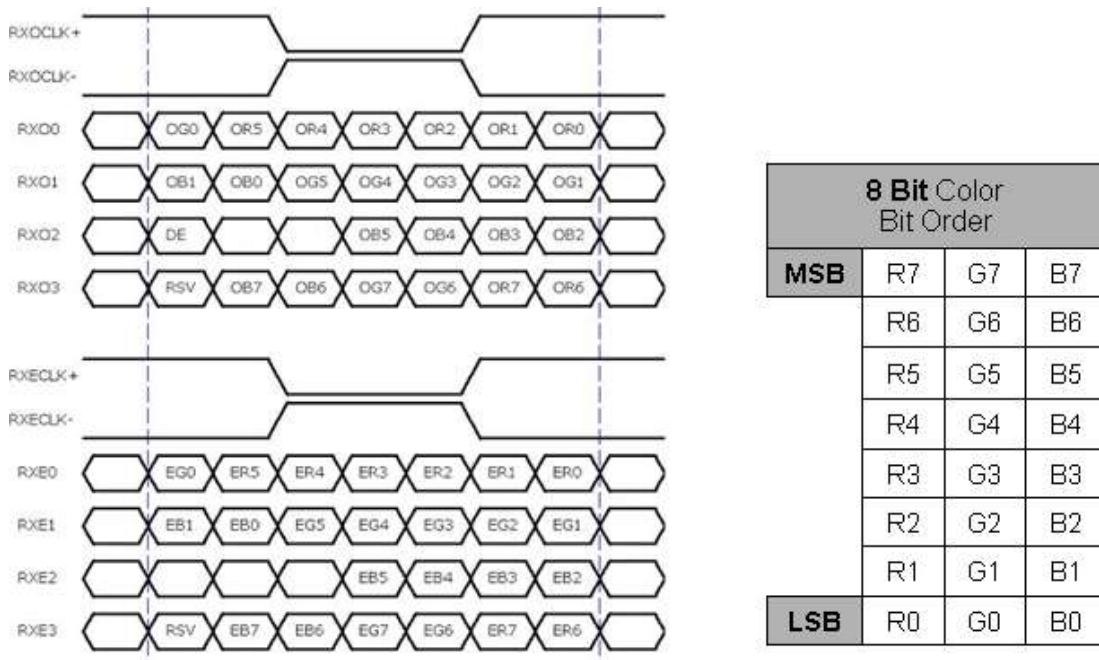 RXOCLK+
RXOCLK-
RXO0 OG0 OR5 OR4 OR3 OR2 OR1 OR0
RXO1 OB1 OB0 OG5 OG4 OG3 OG2 OG1
RXO2 DE OB5 OB4 OB3 OB2
RXO3 RSV OB7 OB6 OG7 OG6 OR7 OR6
RXECLK+
RXECLK-
RXE0 EG0 ER5 ER4 ER3 ER2 ER1 ER0
RXE1 EB1 EB0 EG5 EG4 EG3 EG2 EG1
RXE2 EB5 EB4 EB3 EB2
RXE3 RSV EB7 EB6 EG7 EG6 ER7 ER6
8 Bit Color
Bit Order
MSB R7 G7 B7
R6 G6 B6
R5 G5 B5
R4 G4 B4
R3 G3 B3
R2 G2 B2
R1 G1 B1
LSB R0 G0 B0